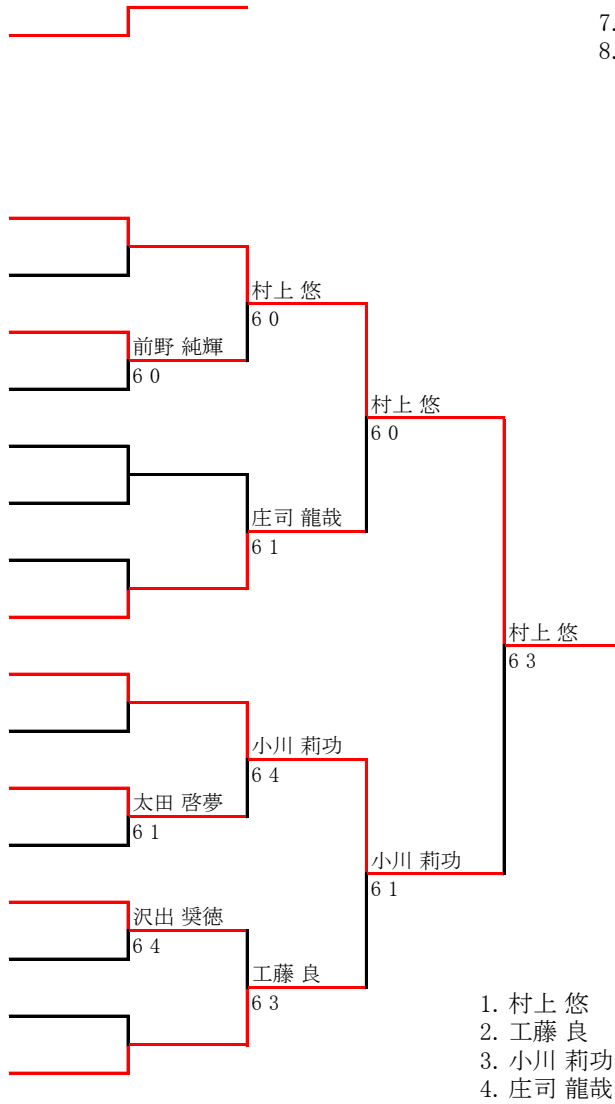 7.
8.
村上 悠
6 0
前野 純輝
6 0
村上 悠
6 0
庄司 龍哉
6 1
村上 悠
6 3
小川 莉功
6 4
太田 啓夢
6 1
小川 莉功
6 1
沢出 奨徳
6 4
工藤 良
6 3
1. 村上 悠
2. 工藤 良
3. 小川 莉功
4. 庄司 龍哉